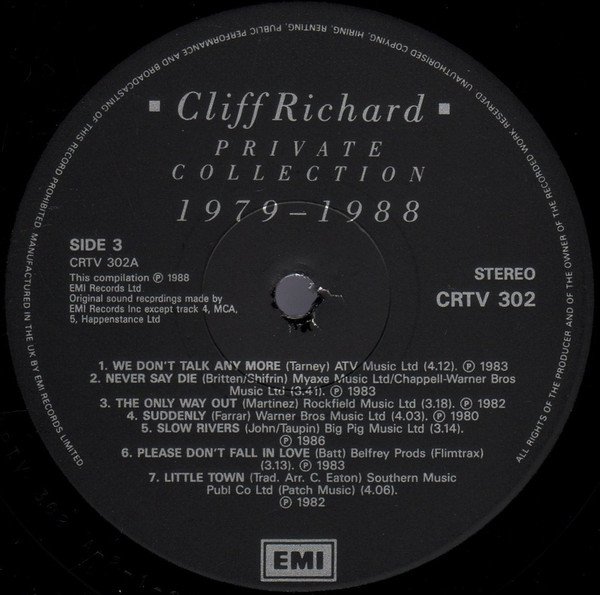 UNAUTHORISED COPYING, HIRING, RENTING, PUBLIC PERFORMANCE AND BROADCASTING OF THIS RECORD PROHIBITED. MANUFACTURED IN THE UK BY EMI RECORDS LIMITED
ALL RIGHTS OF THE PRODUCER AND OF THE OWNER OF THE RECORDED WORK RESERVED
▪ Cliff Richard ▪
PRIVATE
COLLECTION
1979–1988
SIDE 3
CRTV 302A
This compilation ℗ 1988
EMI Records Ltd
Original sound recrdings made by
EMI Records Inc except track 4, MCA,
5, Happenstance Ltd
STEREO
CRTV 302
1. WE DON'T TALK ANY MORE (Tarney) ATV Music Ltd (4.12). ℗ 1983
2. NEVER SAY DIE (Britten/Shifrin) Myaxe Music Ltd/Chappell-Warner Bros
Music Ltd (3.41). ℗ 1983
3. THE ONLY WAY OUT (Martinez) Rockfield Music Ltd (3.18). ℗ 1982
4. SUDDENLY (Farrar) Warner Bros Music Ltd (4.03). ℗ 1980
5. SLOW RIVERS (John/Taupin) Big Pig Music Ltd (3.14).
℗ 1986
6. PLEASE DON'T FALL IN LOVE (Batt) Belfrey Prods (Flimtrax)
(3.13). ℗ 1983
7. LITTLE TOWN (Trad. Arr. C. Eaton) Southern Music
Publ Co Ltd (Patch Music) (4.06).
℗ 1982
EMI